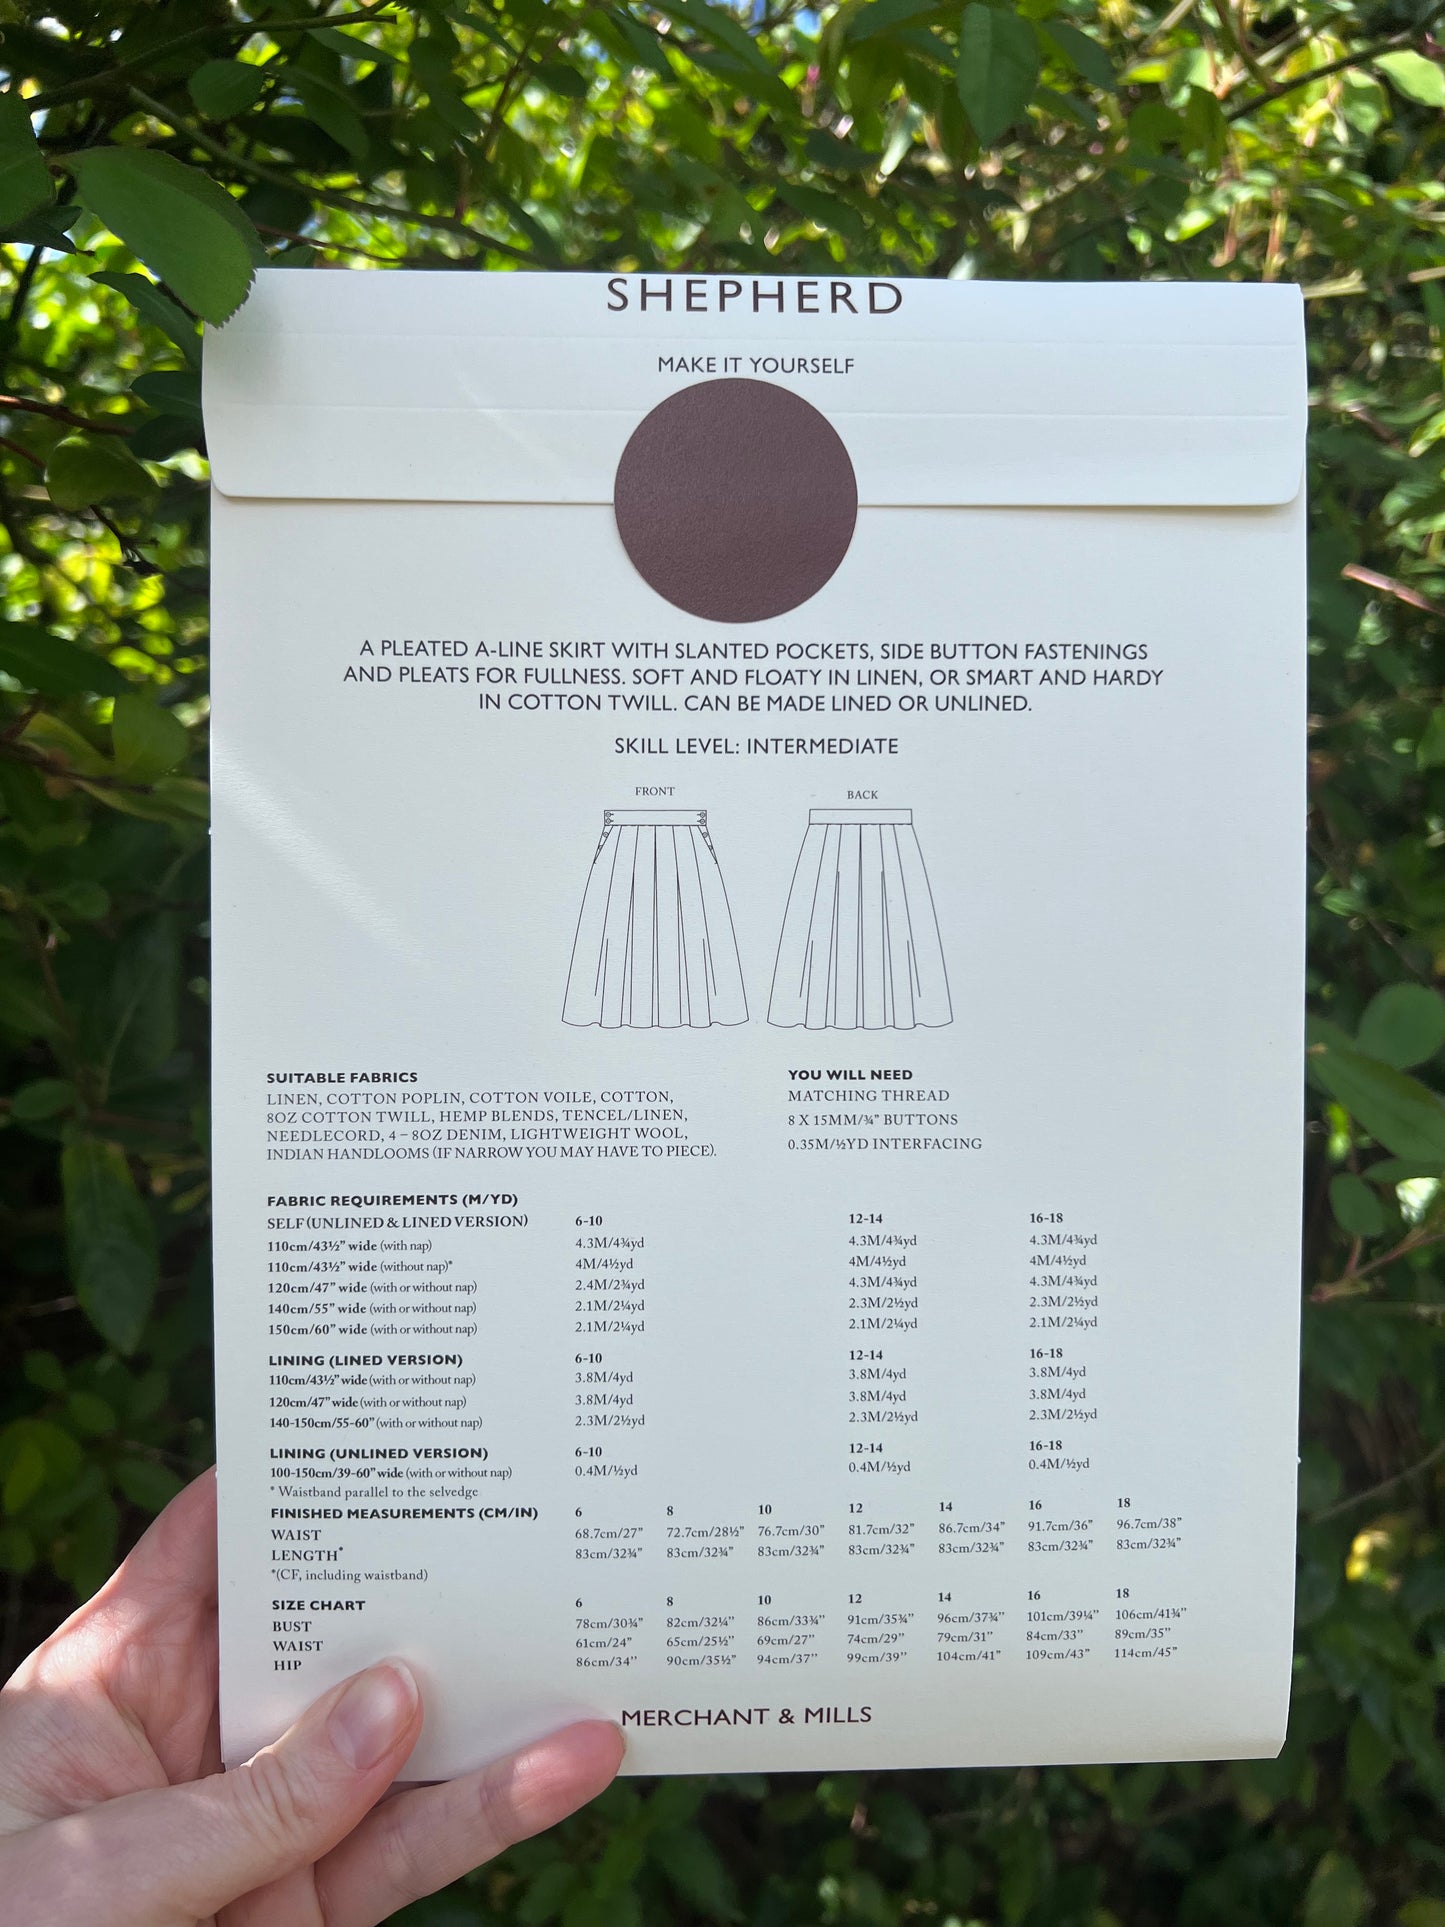 SHEPHERD
MAKE IT YOURSELF
A PLEATED A-LINE SKIRT WITH SLANTED POCKETS, SIDE BUTTON FASTENINGS
AND PLEATS FOR FULLNESS. SOFT AND FLOATY IN LINEN, OR SMART AND HARDY
IN COTTON TWILL. CAN BE MADE LINED OR UNLINED.
SKILL LEVEL: INTERMEDIATE
FRONT BACK
SUITABLE FABRICS
LINEN, COTTON POPLIN, COTTON VOILE, COTTON,
8OZ COTTON TWILL, HEMP BLENDS, TENCEL/LINEN,
NEEDLECORD, 4 – 8OZ DENIM, LIGHTWEIGHT WOOL,
INDIAN HANDLOOMS (IF NARROW YOU MAY HAVE TO PIECE).
YOU WILL NEED
MATCHING THREAD
8 X 15MM/¾” BUTTONS
0.35M/½YD INTERFACING
FABRIC REQUIREMENTS (M/YD)
SELF (UNLINED & LINED VERSION) 6-10 12-14 16-18
110cm/43½” wide (with nap) 4.3M/4¾yd 4.3M/4¾yd 4.3M/4¾yd
110cm/43½” wide (without nap)* 4M/4½yd 4M/4½yd 4M/4½yd
120cm/47” wide (with or without nap) 2.4M/2¾yd 4.3M/4¾yd 4.3M/4¾yd
140cm/55” wide (with or without nap) 2.1M/2¼yd 2.3M/2½yd 2.3M/2½yd
150cm/60” wide (with or without nap) 2.1M/2¼yd 2.1M/2¼yd 2.1M/2¼yd
LINING (LINED VERSION) 6-10 12-14 16-18
110cm/43½” wide (with or without nap) 3.8M/4yd 3.8M/4yd 3.8M/4yd
120cm/47” wide (with or without nap) 3.8M/4yd 3.8M/4yd 3.8M/4yd
140-150cm/55-60” (with or without nap) 2.3M/2½yd 2.3M/2½yd 2.3M/2½yd
LINING (UNLINED VERSION) 6-10 12-14 16-18
100-150cm/39-60” wide (with or without nap) 0.4M/½yd 0.4M/½yd 0.4M/½yd
* Waistband parallel to the selvedge
FINISHED MEASUREMENTS (CM/IN) 6 8 10 12 14 16 18
WAIST 68.7cm/27” 72.7cm/28½” 76.7cm/30” 81.7cm/32” 86.7cm/34” 91.7cm/36” 96.7cm/38”
LENGTH* 83cm/32¾” 83cm/32¾” 83cm/32¾” 83cm/32¾” 83cm/32¾” 83cm/32¾” 83cm/32¾”
*(CF, including waistband)
SIZE CHART 6 8 10 12 14 16 18
BUST 78cm/30¾” 82cm/32¼” 86cm/33¾” 91cm/35¾” 96cm/37¾” 101cm/39¼” 106cm/41¾”
WAIST 61cm/24” 65cm/25½” 69cm/27” 74cm/29” 79cm/31” 84cm/33” 89cm/35”
HIP 86cm/34” 90cm/35½” 94cm/37” 99cm/39” 104cm/41” 109cm/43” 114cm/45”
MERCHANT & MILLS